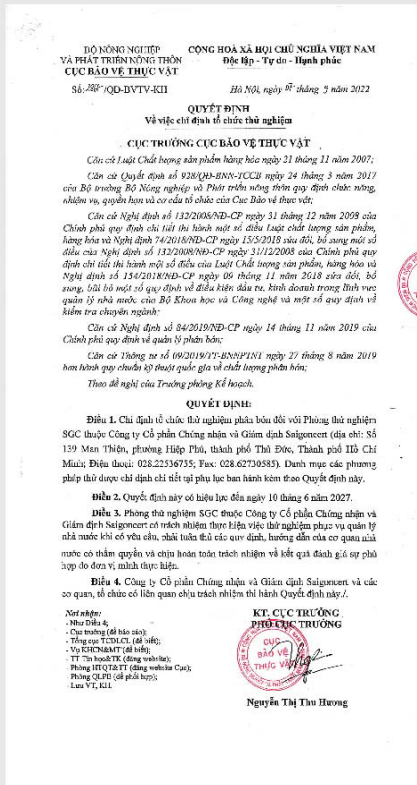 BỘ NÔNG NGHIỆP
VÀ PHÁT TRIỂN NÔNG THÔN
CỤC BẢO VỆ THỰC VẬT
CỘNG HOÀ XÃ HỘI CHỦ NGHĨA VIỆT NAM
Độc lập - Tự do - Hạnh phúc
Số: /QĐ-BVTV-KH
Hà Nội, ngày tháng 9 năm 2022
QUYẾT ĐỊNH
Về việc chỉ định tổ chức thử nghiệm
CỤC TRƯỞNG CỤC BẢO VỆ THỰC VẬT
Căn cứ Luật Chất lượng sản phẩm hàng hóa ngày 21 tháng 11 năm 2007;
Căn cứ Quyết định số 928/QĐ-BNN-TCCB ngày 24 tháng 3 năm 2017
của Bộ trưởng Bộ Nông nghiệp và Phát triển nông thôn quy định chức năng,
nhiệm vụ, quyền hạn và cơ cấu tổ chức của Cục Bảo vệ thực vật;
Căn cứ Nghị định số 132/2008/NĐ-CP ngày 31 tháng 12 năm 2008 của
Chính phủ quy định chi tiết thi hành một số điều Luật chất lượng sản phẩm,
hàng hóa và Nghị định 74/2018/NĐ-CP ngày 15/5/2018 sửa đổi, bổ sung một số
điều của Nghị định số 132/2008/NĐ-CP ngày 31/12/2008 của Chính phủ quy
định chi tiết thi hành một số điều của Luật Chất lượng sản phẩm, hàng hóa và
Nghị định số 154/2018/NĐ-CP ngày 09 tháng 11 năm 2018 sửa đổi, bổ
sung, bãi bỏ một số quy định về điều kiện đầu tư, kinh doanh trong lĩnh vực
quản lý nhà nước của Bộ Khoa học và Công nghệ và một số quy định về
kiểm tra chuyên ngành;
Căn cứ Nghị định số 84/2019/NĐ-CP ngày 14 tháng 11 năm 2019 của
Chính phủ quy định về quản lý phân bón;
Căn cứ Thông tư số 09/2019/TT-BNNPTNT ngày 27 tháng 8 năm 2019
ban hành quy chuẩn kỹ thuật quốc gia về chất lượng phân bón;
Theo đề nghị của Trưởng phòng Kế hoạch.
QUYẾT ĐỊNH:
Điều 1. Chỉ định tổ chức thử nghiệm phân bón đối với Phòng thử nghiệm
SGC thuộc Công ty Cổ phần Chứng nhận và Giám định Saigoncert (địa chỉ: Số
139 Man Thiện, phường Hiệp Phú, thành phố Thủ Đức, Thành phố Hồ Chí
Minh; Điện thoại: 028.22536735; Fax: 028.62730585). Danh mục các phương
pháp thử được chỉ định chi tiết tại phụ lục ban hành kèm theo Quyết định này.
Điều 2. Quyết định này có hiệu lực đến ngày 10 tháng 6 năm 2027.
Điều 3. Phòng thử nghiệm SGC thuộc Công ty Cổ phần Chứng nhận và
Giám định Saigoncert có trách nhiệm thực hiện việc thử nghiệm phục vụ quản lý
nhà nước khi có yêu cầu, phải tuân thủ các quy định, hướng dẫn của cơ quan nhà
nước có thẩm quyền và chịu hoàn toàn trách nhiệm về kết quả đánh giá sự phù
hợp do đơn vị mình thực hiện.
Điều 4. Công ty Cổ phần Chứng nhận và Giám định Saigoncert và các
cơ quan, tổ chức có liên quan chịu trách nhiệm thi hành Quyết định này./.
Nơi nhận:
- Như Điều 4;
- Cục trưởng (để báo cáo);
- Tổng cục TCĐLCL (để biết);
- Vụ KHCN&MT (để biết);
- TT Tin học&TK (đăng website);
- Phòng HTQT&TT (đăng website Cục);
- Phòng QLPB (để phối hợp);
- Lưu VT, KH.
KT. CỤC TRƯỞNG
PHÓ CỤC TRƯỞNG
CỤC
BẢO VỆ
THỰC VẬT
Nguyễn Thị Thu Hương